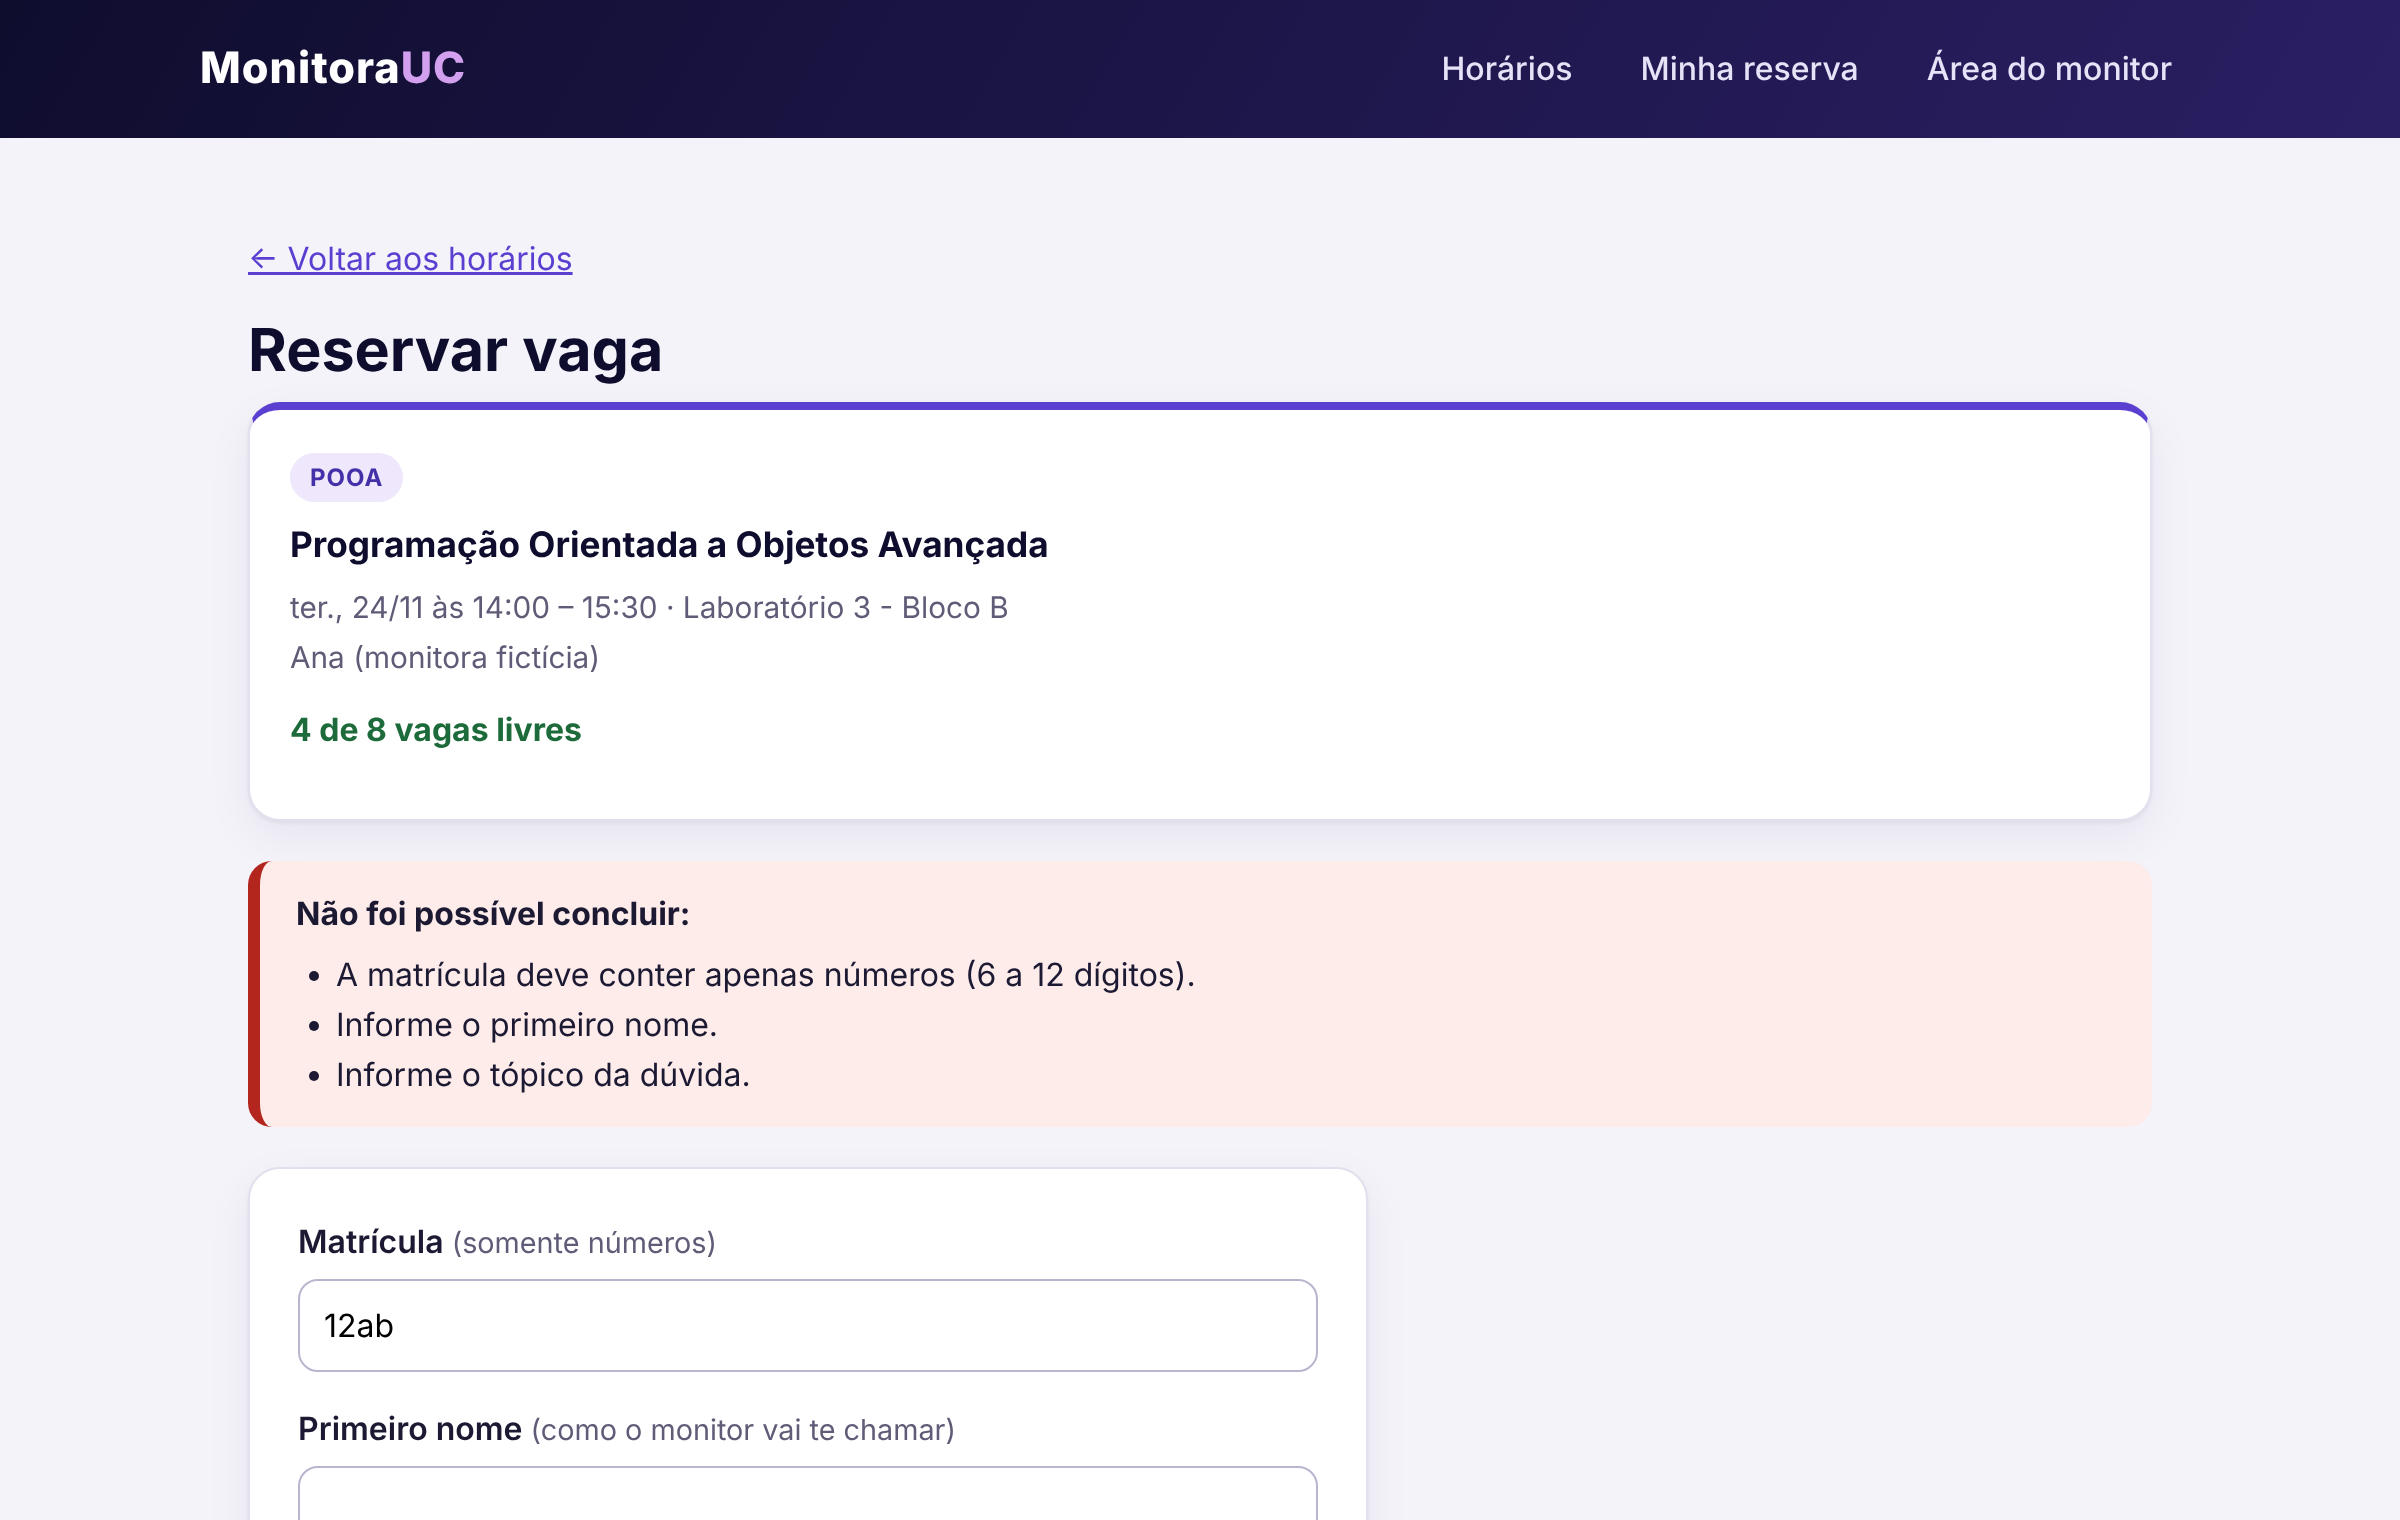 MonitoraUC
Horários
Minha reserva
Área do monitor
← Voltar aos horários
Reservar vaga
POOA
Programação Orientada a Objetos Avançada
ter., 24/11 às 14:00 – 15:30 · Laboratório 3 - Bloco B
Ana (monitora fictícia)
4 de 8 vagas livres
Não foi possível concluir:
• A matrícula deve conter apenas números (6 a 12 dígitos).
• Informe o primeiro nome.
• Informe o tópico da dúvida.
Matrícula (somente números)
12ab
Primeiro nome (como o monitor vai te chamar)